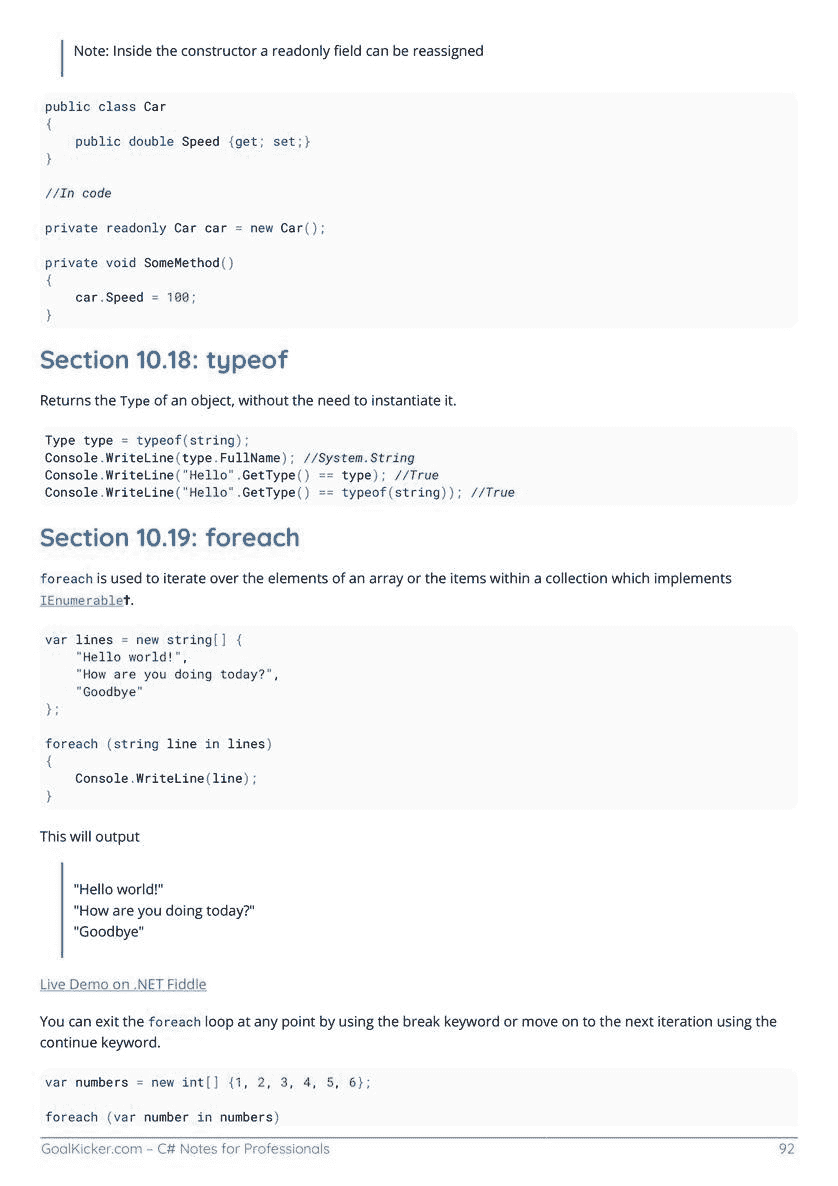 Note: Inside the constructor a readonly field can be reassigned
public class Car
{
    public double Speed {get; set;}
}
//In code
private readonly Car car = new Car();
private void SomeMethod()
{
    car.Speed = 100;
}
Section 10.18: typeof
Returns the Type of an object, without the need to instantiate it.
Type type = typeof(string);
Console.WriteLine(type.FullName); //System.String
Console.WriteLine("Hello".GetType() == type); //True
Console.WriteLine("Hello".GetType() == typeof(string)); //True
Section 10.19: foreach
foreach is used to iterate over the elements of an array or the items within a collection which implements
IEnumerable†.
var lines = new string[] {
    "Hello world!",
    "How are you doing today?",
    "Goodbye"
};
foreach (string line in lines)
{
    Console.WriteLine(line);
}
This will output
"Hello world!"
"How are you doing today?"
"Goodbye"
Live Demo on .NET Fiddle
You can exit the foreach loop at any point by using the break keyword or move on to the next iteration using the
continue keyword.
var numbers = new int[] {1, 2, 3, 4, 5, 6};
foreach (var number in numbers)
GoalKicker.com – C# Notes for Professionals 92